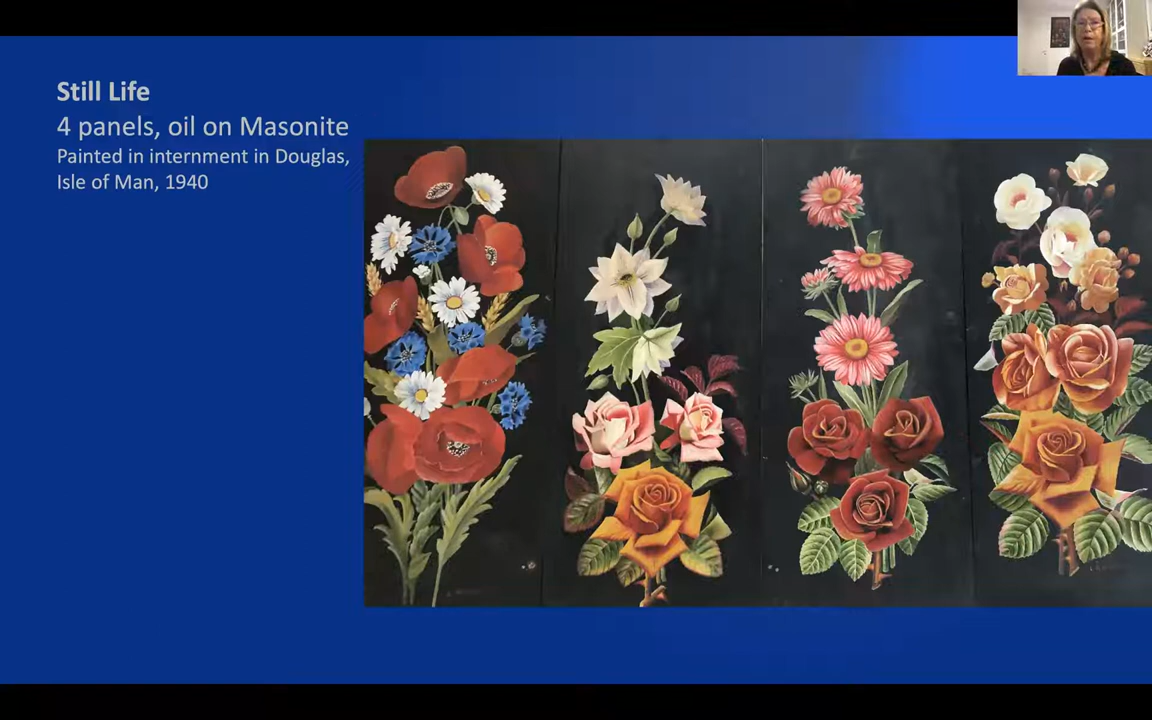 Still Life
4 panels, oil on Masonite
Painted in internment in Douglas,
Isle of Man, 1940